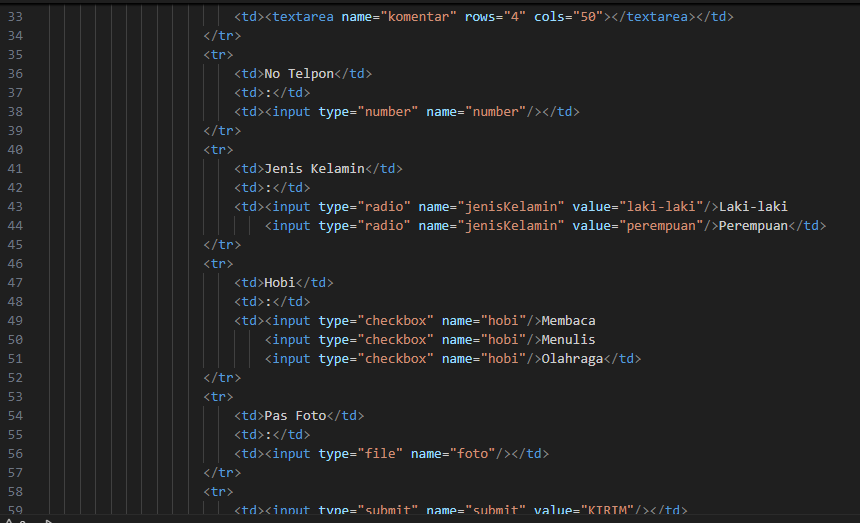 33 <td><textarea name="komentar" rows="4" cols="50"></textarea></td>
34 </tr>
35 <tr>
36 <td>No Telpon</td>
37 <td>:</td>
38 <td><input type="number" name="number"/></td>
39 </tr>
40 <tr>
41 <td>Jenis Kelamin</td>
42 <td>:</td>
43 <td><input type="radio" name="jenisKelamin" value="laki-laki"/>Laki-laki
44 <input type="radio" name="jenisKelamin" value="perempuan"/>Perempuan</td>
45 </tr>
46 <tr>
47 <td>Hobi</td>
48 <td>:</td>
49 <td><input type="checkbox" name="hobi"/>Membaca
50 <input type="checkbox" name="hobi"/>Menulis
51 <input type="checkbox" name="hobi"/>Olahraga</td>
52 </tr>
53 <tr>
54 <td>Pas Foto</td>
55 <td>:</td>
56 <td><input type="file" name="foto"/></td>
57 </tr>
58 <tr>
59 <td><input type="submit" name="submit" value="KIRIM"/></td>